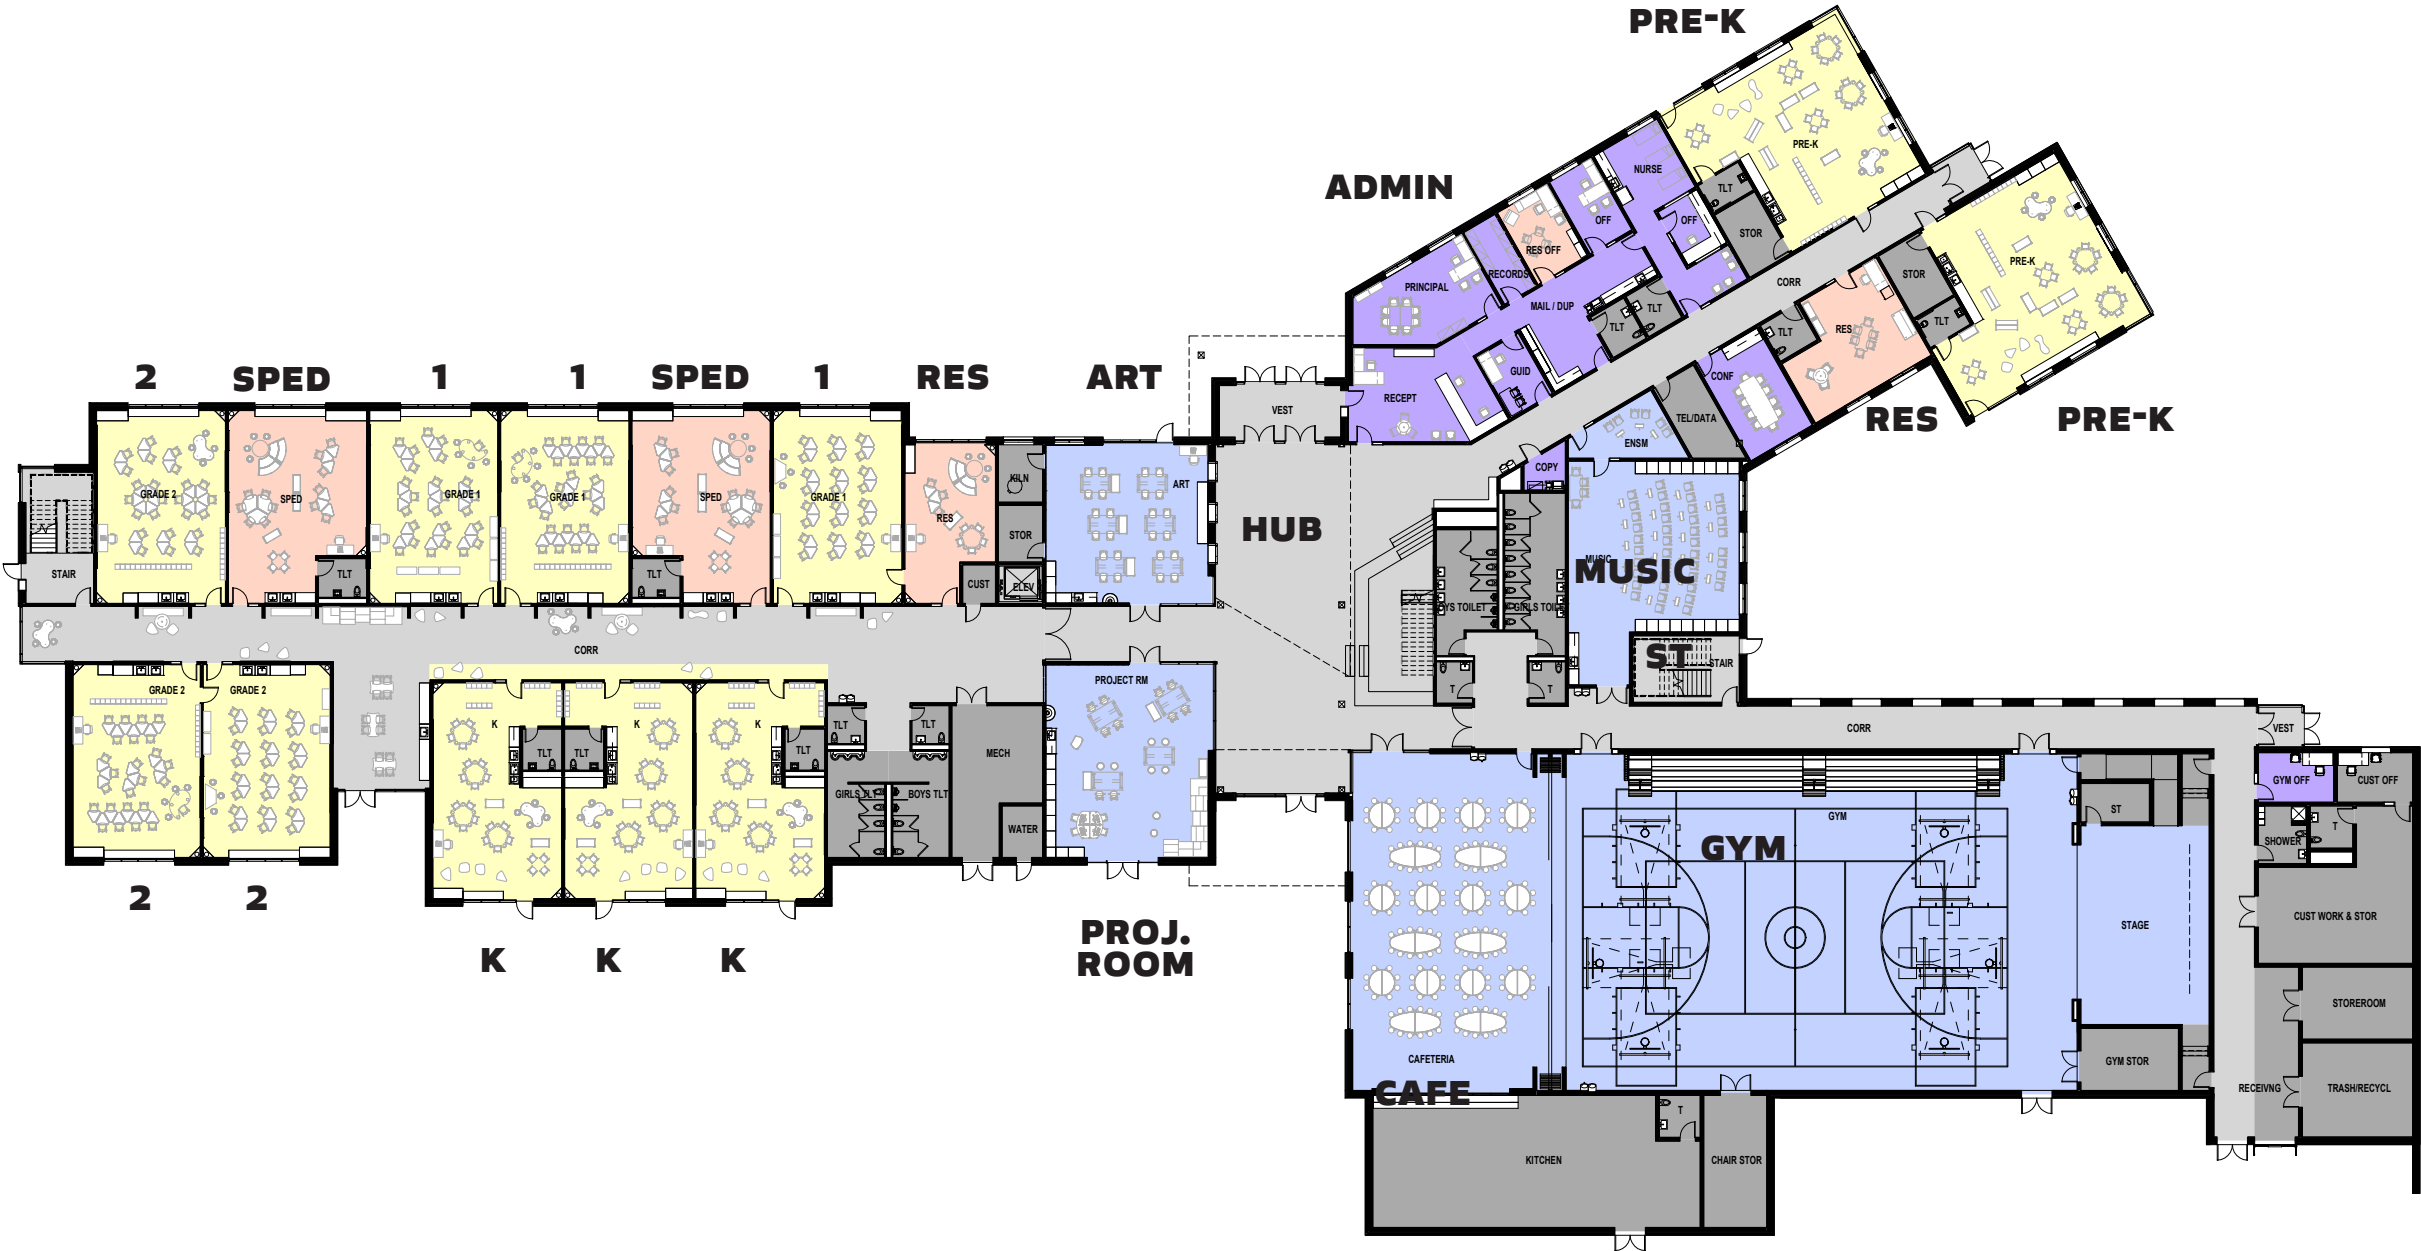 PRE-K
ADMIN
PRE-K
NURSE
TLT
OFF
OFF
STOR
RES OFF
RECORDS
PRINCIPAL
MAIL / DUP
TLT
TLT
CORR
PRE-K
STOR
TLT
RES
TLT
GUID
CONF
RECEPT
TEL/DATA
ENSM
COPY
RES
PRE-K
2
SPED
1
1
SPED
1
RES
ART
VEST
GRADE 2
SPED
GRADE 1
GRADE 1
SPED
GRADE 1
RES
KILN
STOR
ART
HUB
STAIR
TLT
TLT
CUST
ELEV
MUSIC
MUSIC
GIRLS TOILET
ST
STAIR
T
T
CORR
GRADE 2
GRADE 2
K
K
K
PROJECT RM
TLT
TLT
TLT
TLT
TLT
MECH
GIRLS TLT
BOYS TLT
WATER
CORR
VEST
GYM OFF
CUST OFF
ST
GYM
GYM
T
SHOWER
2
2
K
K
K
PROJ.
ROOM
STAGE
CUST WORK & STOR
STOREROOM
CAFETERIA
CAFE
GYM STOR
RECEIVNG
TRASH/RECYCL
T
KITCHEN
CHAIR STOR